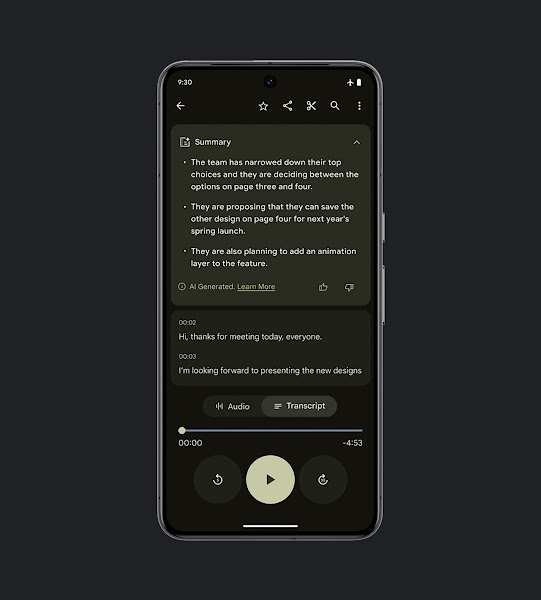 9:30
Summary
• The team has narrowed down their top
choices and they are deciding between the
options on page three and four.
• They are proposing that they can save the
other design on page four for next year's
spring launch.
• They are also planning to add an animation
layer to the feature.
AI Generated. Learn More
00:02
Hi, thanks for meeting today, everyone.
00:03
I'm looking forward to presenting the new designs
Audio Transcript
00:00 -4:53